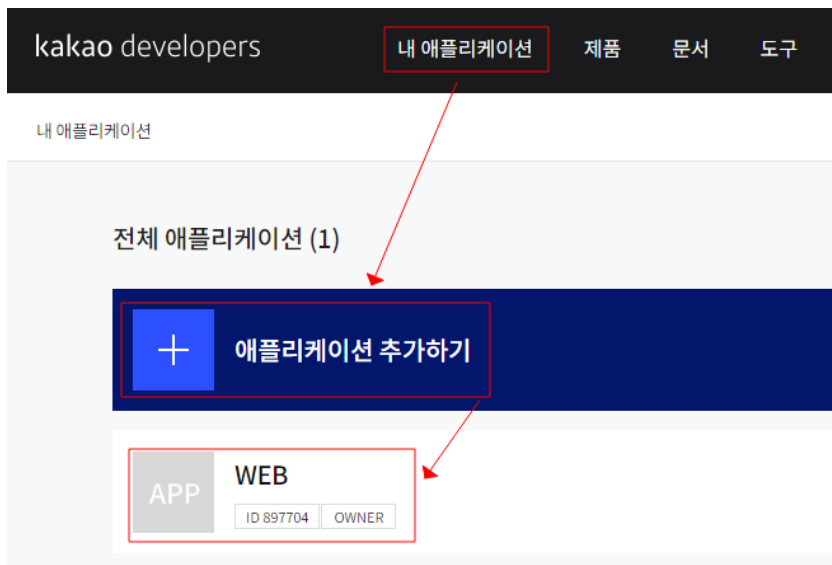 kakao developers 내 애플리케이션 제품 문서 도구
내 애플리케이션
전체 애플리케이션 (1)
애플리케이션 추가하기
APP WEB
ID 897704 OWNER